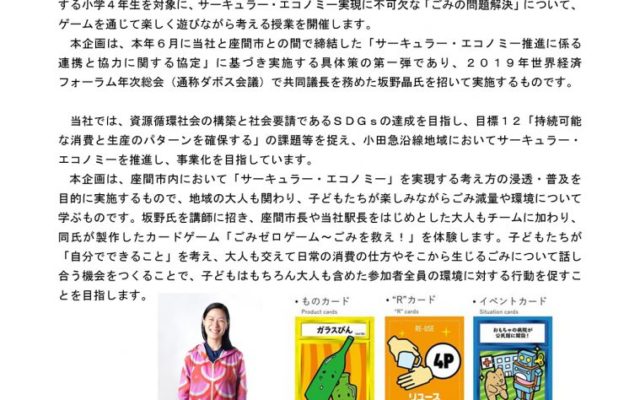 する小学４年生を対象に、サーキュラー・エコノミー実現に不可欠な「ごみの問題解決」について、
ゲームを通じて楽しく遊びながら考える授業を開催します。
本企画は、本年６月に当社と座間市との間で締結した「サーキュラー・エコノミー推進に係る
連携と協力に関する協定」に基づき実施する具体策の第一弾であり、２０１９年世界経済
フォーラム年次総会（通称ダボス会議）で共同議長を務めた坂野晶氏を招いて実施するものです。
当社では、資源循環社会の構築と社会要請であるＳＤＧｓの達成を目指し、目標１２「持続可能
な消費と生産のパターンを確保する」の課題等を捉え、小田急沿線地域においてサーキュラー・
エコノミーを推進し、事業化を目指しています。
本企画は、座間市内において「サーキュラー・エコノミー」を実現する考え方の浸透・普及を
目的に実施するもので、地域の大人も関わり、子どもたちが楽しみながらごみ減量や環境について
学ぶものです。坂野氏を講師に招き、座間市長や当社駅長をはじめとした大人もチームに加わり、
同氏が製作したカードゲーム「ごみゼロゲーム～ごみを救え！」を体験します。子どもたちが
「自分でできること」を考え、大人も交えて日常の消費の仕方やそこから生じるごみについて話し
合う機会をつくることで、子どもはもちろん大人も含めた参加者全員の環境に対する行動を促すこ
とを目指します。
・ものカード
Product cards
・“R”カード
“R” cards
・イベントカード
Situation cards
ガラスびん
RE-USE
4P
リユース
おもちゃの病院が
公民館に開設！